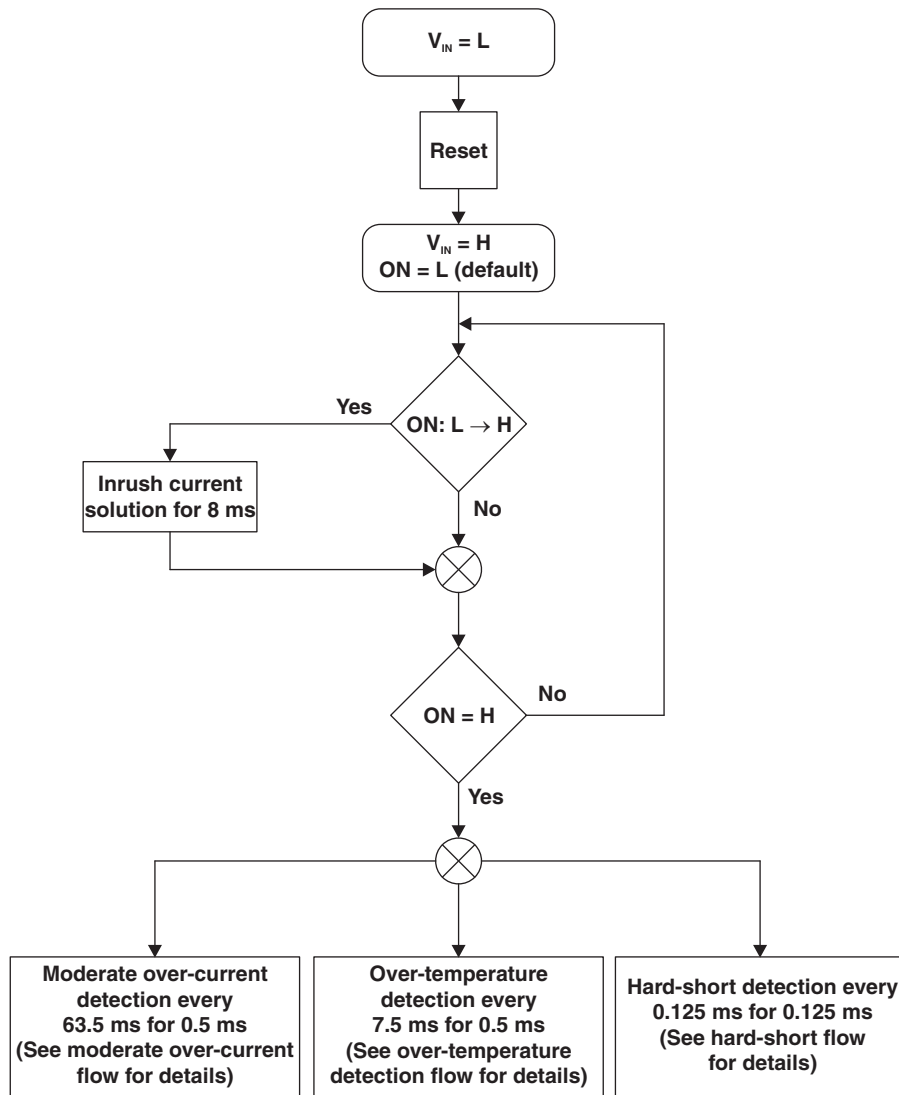 V_IN = L
Reset
V_IN = H
ON = L (default)
ON: L → H
Yes
Inrush current
solution for 8 ms
No
ON = H
No
Yes
Moderate over-current
detection every
63.5 ms for 0.5 ms
(See moderate over-current
flow for details)
Over-temperature
detection every
7.5 ms for 0.5 ms
(See over-temperature
detection flow for details)
Hard-short detection every
0.125 ms for 0.125 ms
(See hard-short flow
for details)